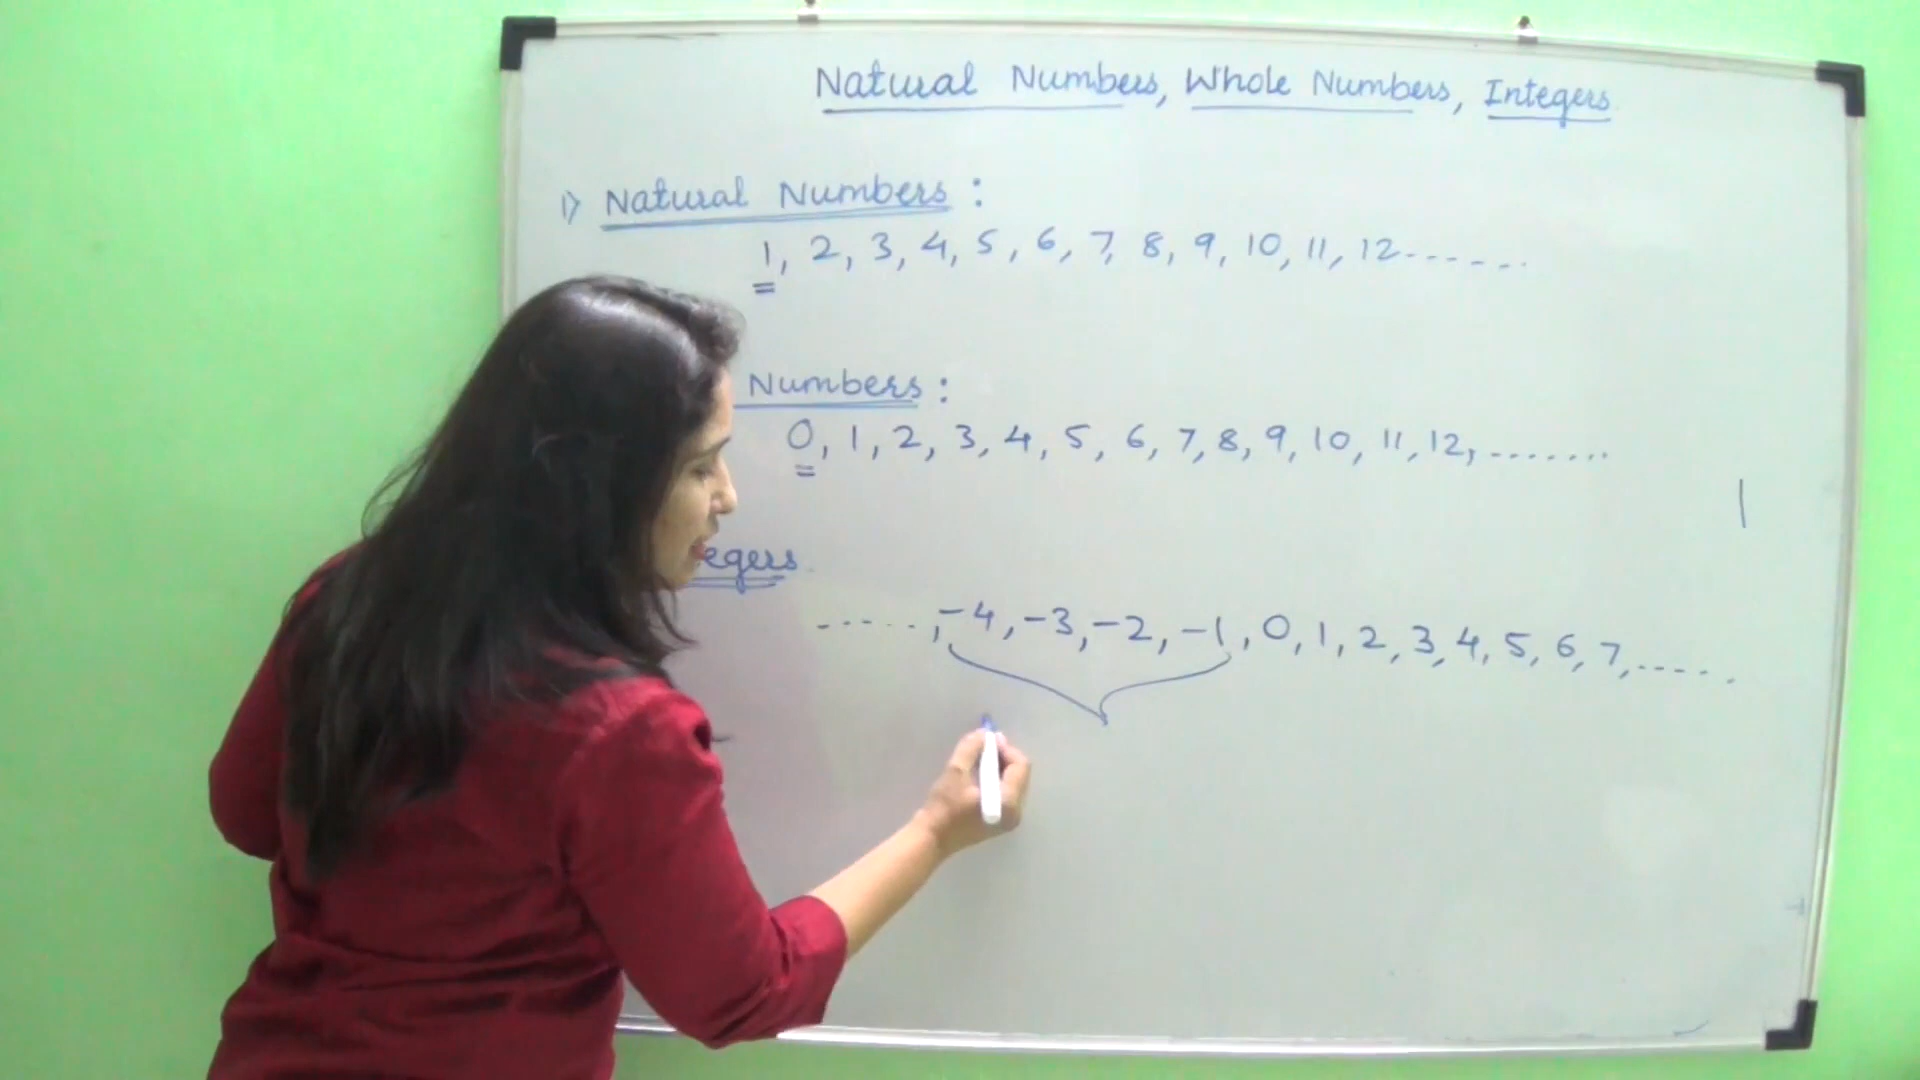 Natural Numbers, Whole Numbers, Integers
1) Natural Numbers :
1, 2, 3, 4, 5, 6, 7, 8, 9, 10, 11, 12.......
Numbers :
0, 1, 2, 3, 4, 5, 6, 7, 8, 9, 10, 11, 12, .......
egers
......, -4, -3, -2, -1, 0, 1, 2, 3, 4, 5, 6, 7, ......